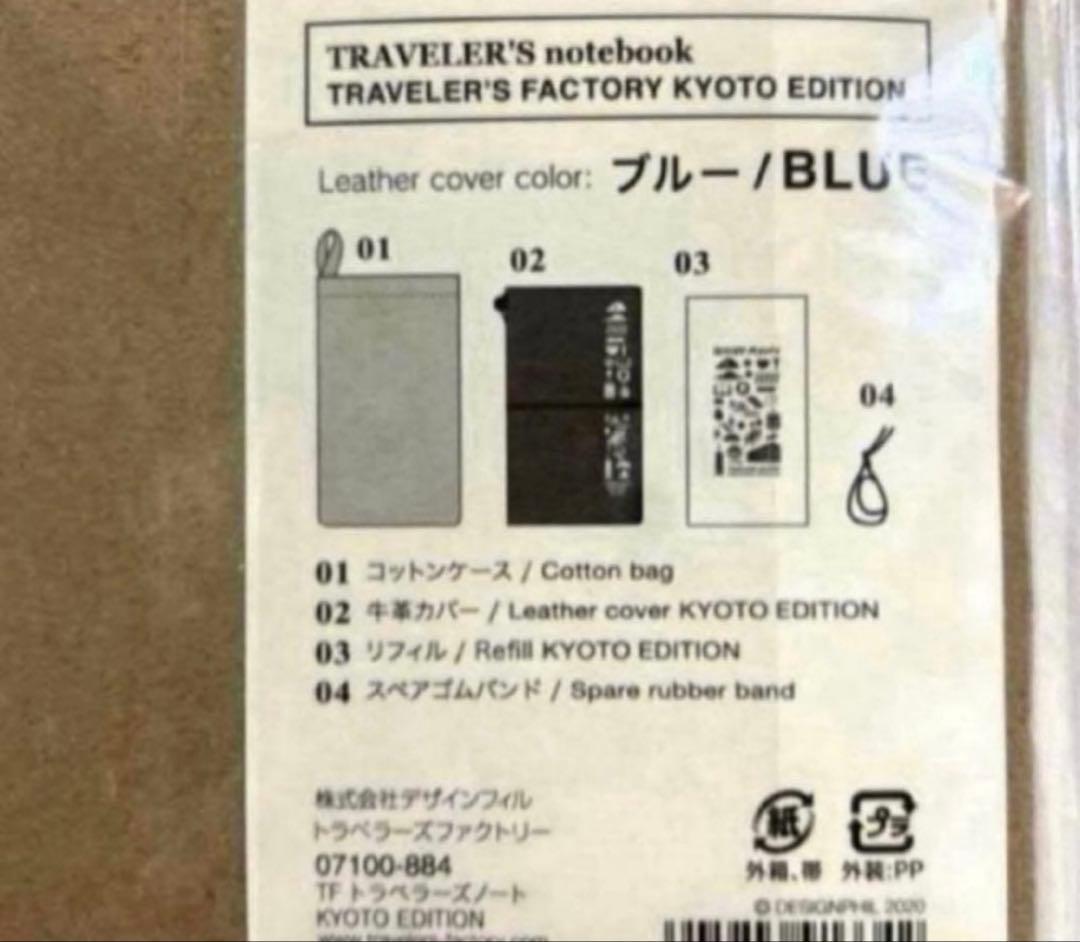 TRAVELER'S notebook
TRAVELER'S FACTORY KYOTO EDITION
Leather cover color: ブルー / BLUE
01
02
03
04
01 コットンケース / Cotton bag
02 牛革カバー / Leather cover KYOTO EDITION
03 リフィル / Refill KYOTO EDITION
04 スペアゴムバンド / Spare rubber band
株式会社デザインフィル
トラベラーズファクトリー
07100-884
TF トラベラーズノート
KYOTO EDITION
www.travelers-factory.com
紙 プラ
外箱、帯 外装:PP
© DESIGNPHIL 2020